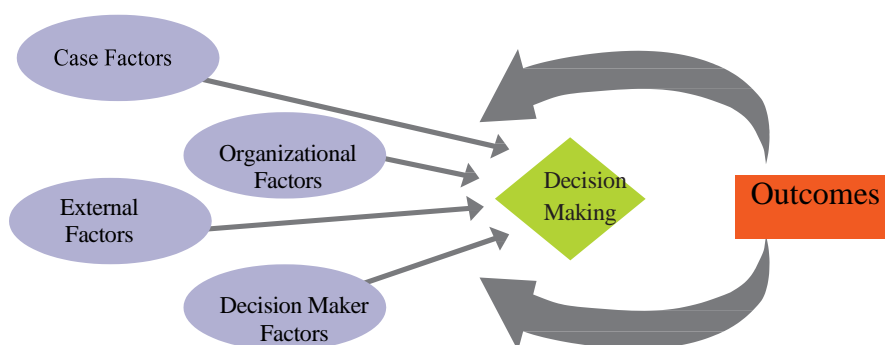 Case Factors
Organizational
Factors
External
Factors
Decision Maker
Factors
Decision
Making
Outcomes